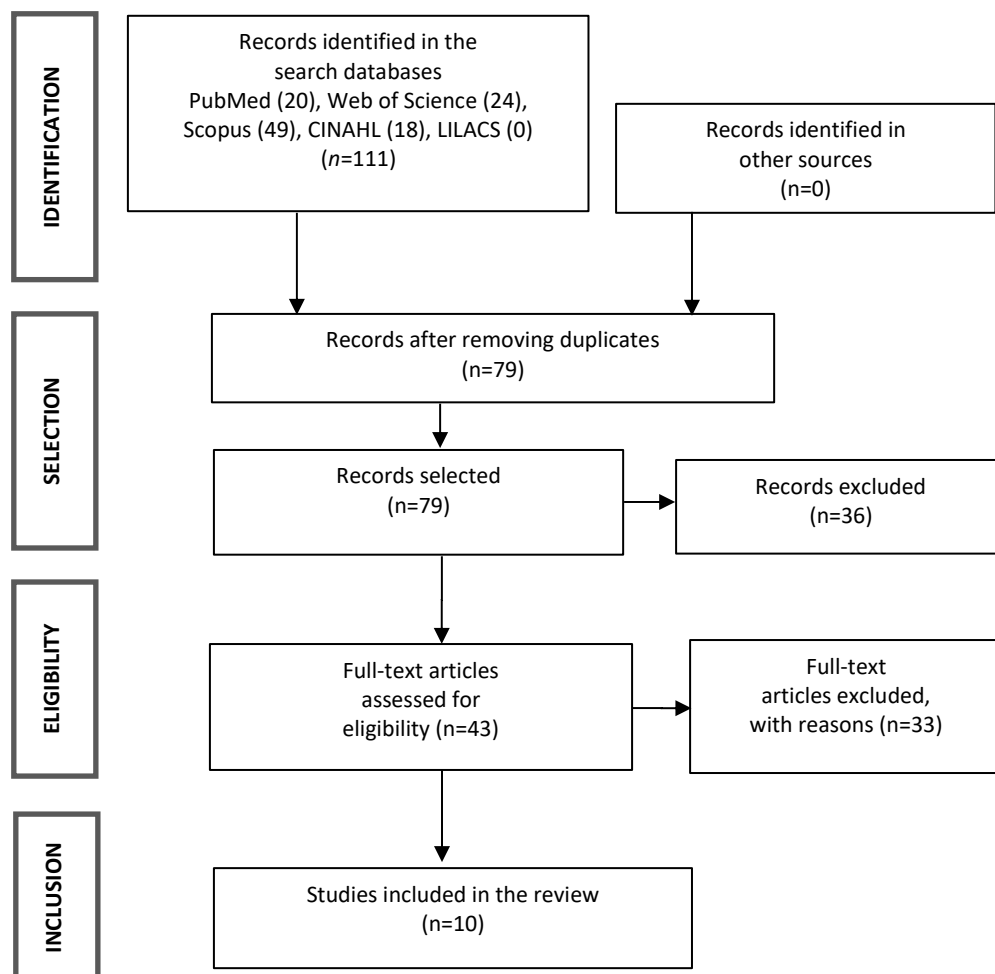 IDENTIFICATION
Records identified in the
search databases
PubMed (20), Web of Science (24),
Scopus (49), CINAHL (18), LILACS (0)
(n=111)
Records identified in
other sources
(n=0)
SELECTION
Records after removing duplicates
(n=79)
Records selected
(n=79)
Records excluded
(n=36)
ELIGIBILITY
Full-text articles
assessed for
eligibility (n=43)
Full-text
articles excluded,
with reasons (n=33)
INCLUSION
Studies included in the review
(n=10)